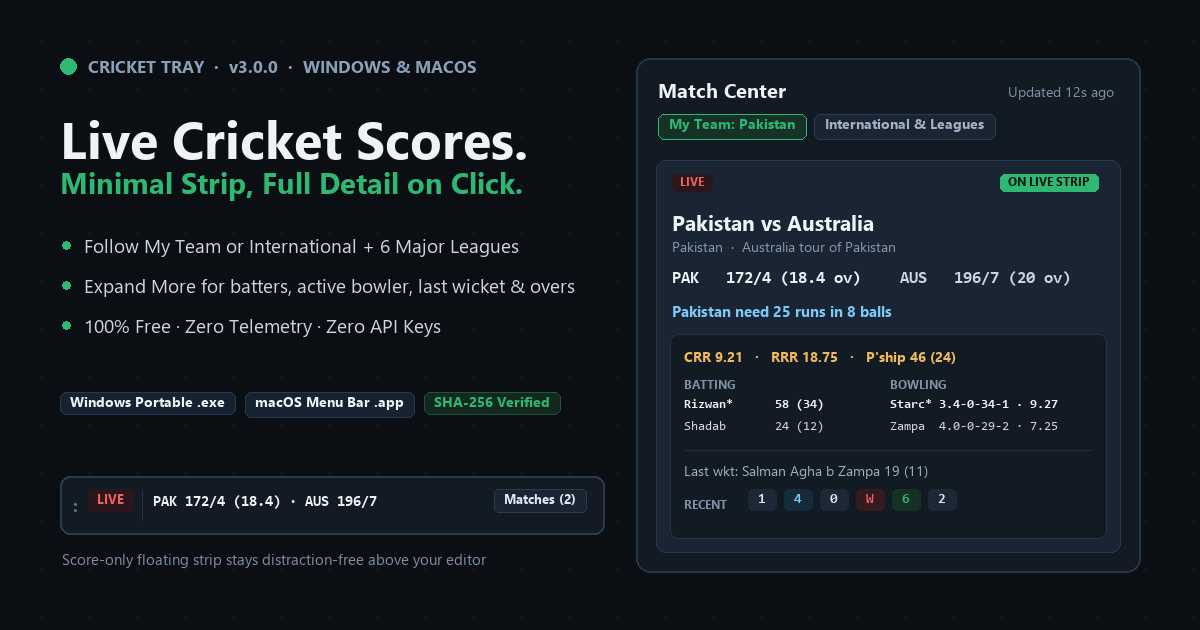 CRICKET TRAY · v3.0.0 · WINDOWS & MACOS
Live Cricket Scores.
Minimal Strip, Full Detail on Click.
Follow My Team or International + 6 Major Leagues
Expand More for batters, active bowler, last wicket & overs
100% Free · Zero Telemetry · Zero API Keys
Windows Portable .exe macOS Menu Bar .app SHA-256 Verified
: LIVE PAK 172/4 (18.4) · AUS 196/7 Matches (2)
Score-only floating strip stays distraction-free above your editor
Match Center Updated 12s ago
My Team: Pakistan International & Leagues
LIVE ON LIVE STRIP
Pakistan vs Australia
Pakistan · Australia tour of Pakistan
PAK 172/4 (18.4 ov) AUS 196/7 (20 ov)
Pakistan need 25 runs in 8 balls
CRR 9.21 · RRR 18.75 · P'ship 46 (24)
BATTING BOWLING
Rizwan* 58 (34) Starc* 3.4-0-34-1 · 9.27
Shadab 24 (12) Zampa 4.0-0-29-2 · 7.25
Last wkt: Salman Agha b Zampa 19 (11)
RECENT 1 4 0 W 6 2